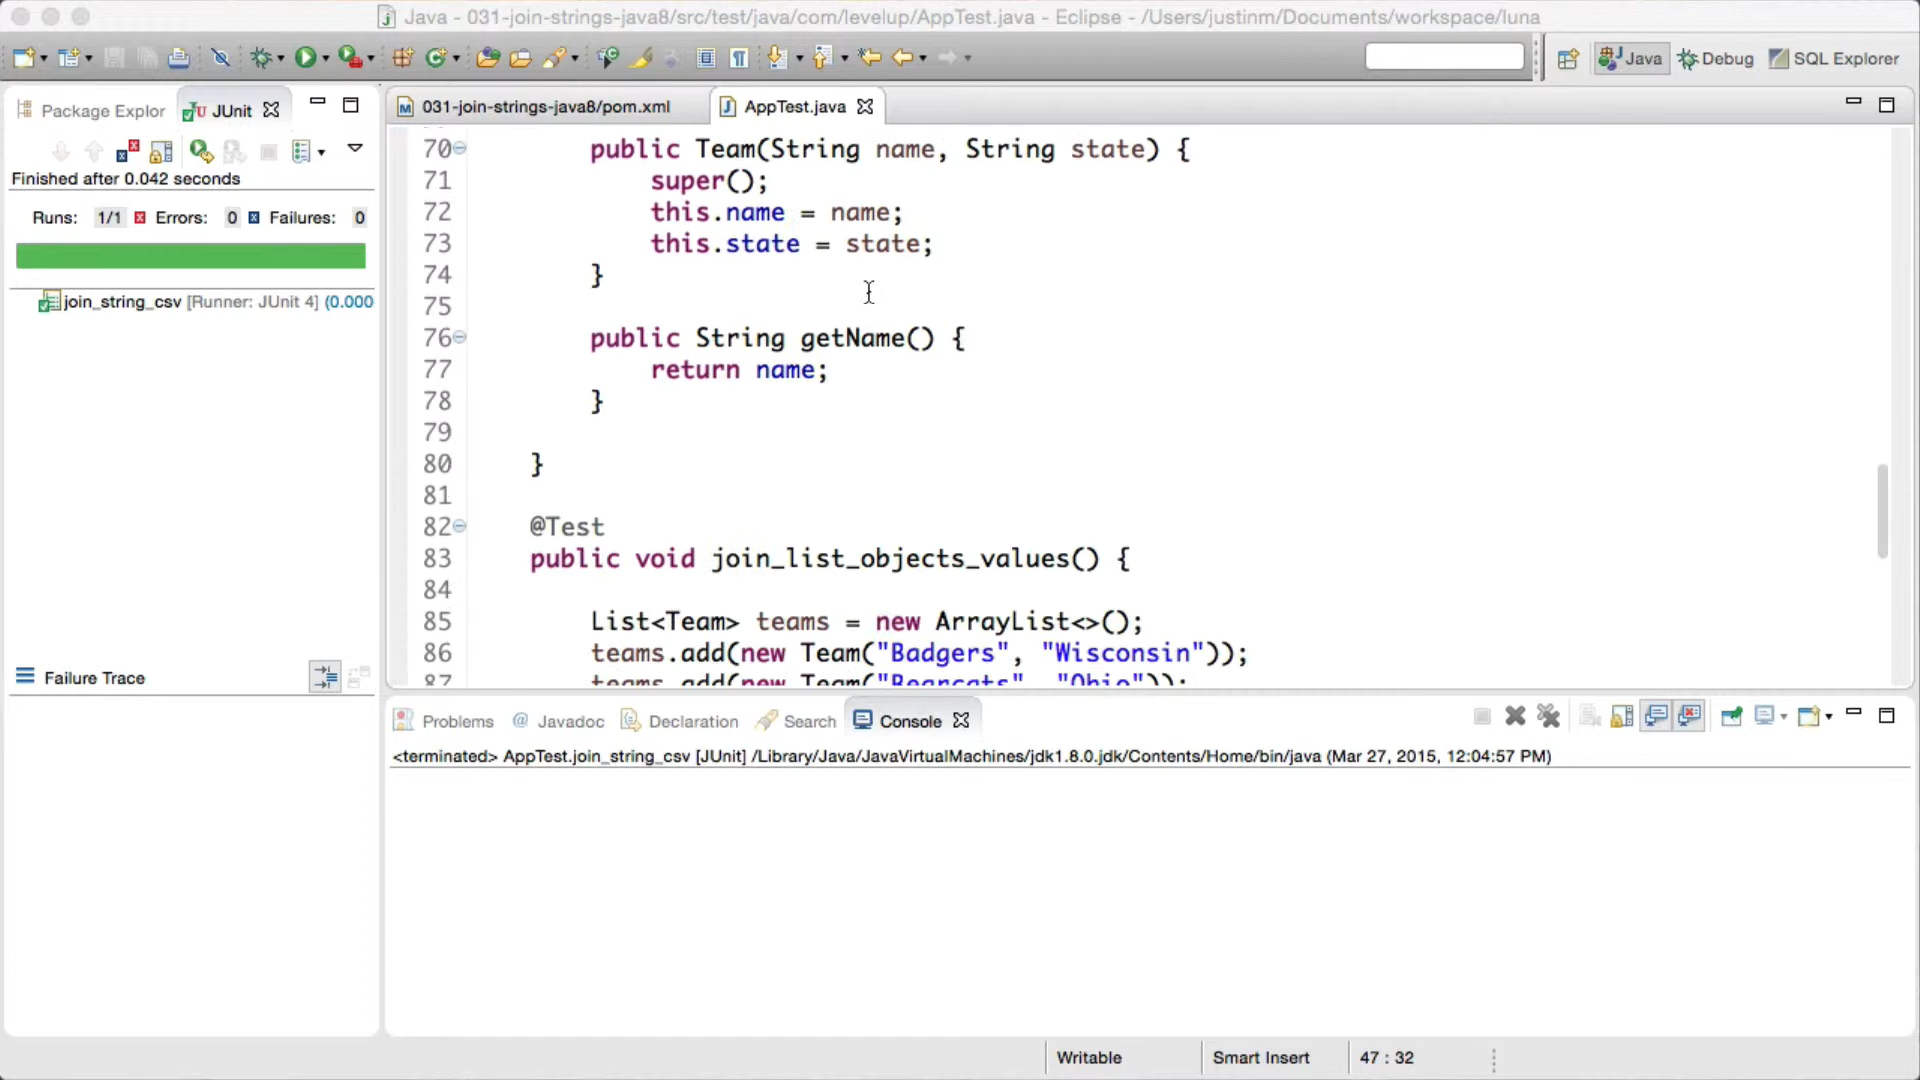 Java - 031-join-strings-java8/src/test/java/com/levelup/AppTest.java - Eclipse - /Users/justinm/Documents/workspace/luna
Java
Debug
SQL Explorer
Package Explor
JUnit
Finished after 0.042 seconds
Runs: 1/1 Errors: 0 Failures: 0
join_string_csv [Runner: JUnit 4] (0.000
Failure Trace
031-join-strings-java8/pom.xml
AppTest.java
70 public Team(String name, String state) {
71 super();
72 this.name = name;
73 this.state = state;
74 }
75
76 public String getName() {
77 return name;
78 }
79
80 }
81
82 @Test
83 public void join_list_objects_values() {
84
85 List<Team> teams = new ArrayList<>();
86 teams.add(new Team("Badgers", "Wisconsin"));
87 teams.add(new Team("Bearcats", "Ohio"));
Problems @ Javadoc Declaration Search Console
<terminated> AppTest.join_string_csv [JUnit] /Library/Java/JavaVirtualMachines/jdk1.8.0.jdk/Contents/Home/bin/java (Mar 27, 2015, 12:04:57 PM)
Writable
Smart Insert
47 : 32